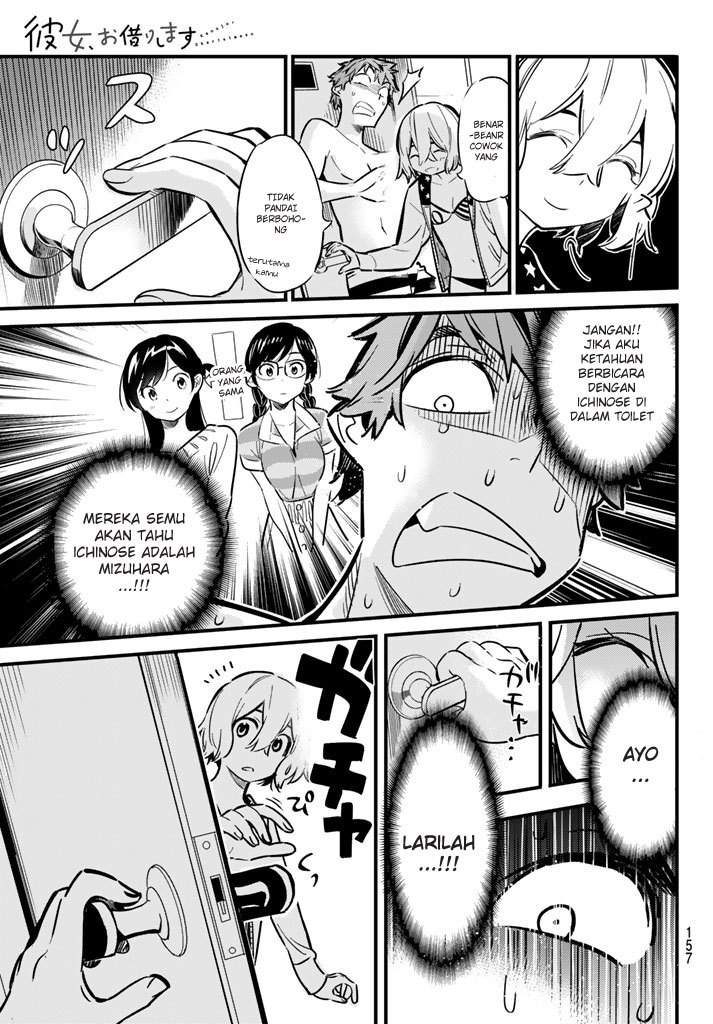 彼女、お借りします
BENAR
-BEANR
COWOK
YANG
TIDAK
PANDAI
BERBOHO-
NG
terutama
kamu
ス
JANGAN!!
JIKA AKU
KETAHUAN
BERBICARA
DENGAN
ICHINOSE DI
DALAM TOILET
ORANG
YANG
SAMA
MEREKA SEMU
AKAN TAHU
ICHINOSE ADALAH
MIZUHARA
...!!!
AYO
...
ガチャ...
LARILAH
...!!!
ガチャ
ぴ
157